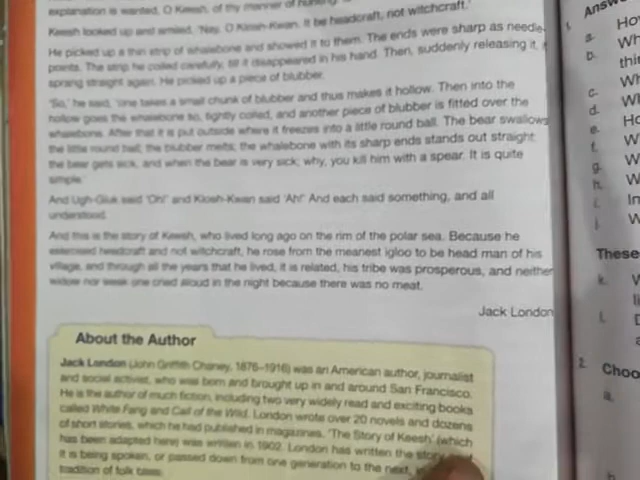 explanation is wanted, O Keesh, of thy manner of hunting.
Keesh looked up and smiled. 'Nay, O Klosh-Kwan. It be headcraft, not witchcraft.'
He picked up a thin strip of whalebone and showed it to them. The ends were sharp as needle-
points. The strip he coiled carefully, till it disappeared in his hand. Then, suddenly releasing it, it
sprang straight again. He picked up a piece of blubber.
'So,' he said, 'one takes a small chunk of blubber and thus makes it hollow. Then into the
hollow goes the whalebone so, tightly coiled, and another piece of blubber is fitted over the
whalebone. After that it is put outside where it freezes into a little round ball. The bear swallows
the little round ball; the blubber melts; the whalebone with its sharp ends stands out straight;
the bear gets sick, and when the bear is very sick, why, you kill him with a spear. It is quite
simple.'
And Ugh-Gluk said 'Oh!' and Klosh-Kwan said 'Ah!' And each said something, and all
understood.
And this is the story of Keesh, who lived long ago on the rim of the polar sea. Because he
exercised headcraft and not witchcraft, he rose from the meanest igloo to be head man of his
village, and through all the years that he lived, it is related, his tribe was prosperous, and neither
widow nor weak one cried aloud in the night because there was no meat.
Jack London
About the Author
Jack London (John Griffith Chaney, 1876–1916) was an American author, journalist
and social activist, who was born and brought up in and around San Francisco.
He is the author of much fiction, including two very widely read and exciting books
called White Fang and Call of the Wild. London wrote over 20 novels and dozens
of short stories, which he had published in magazines. 'The Story of Keesh' (which
has been adapted here) was written in 1902. London has written the story
it is being spoken, or passed down from one generation to the next, in
tradition of folk tales.
1. Answ
a. Ho
b. Wh
thi
c. Wh
d. Wh
e. Ho
f. W
g. W
h. W
i. In
j. W
These
k. W
l. D
2. Choo
a.